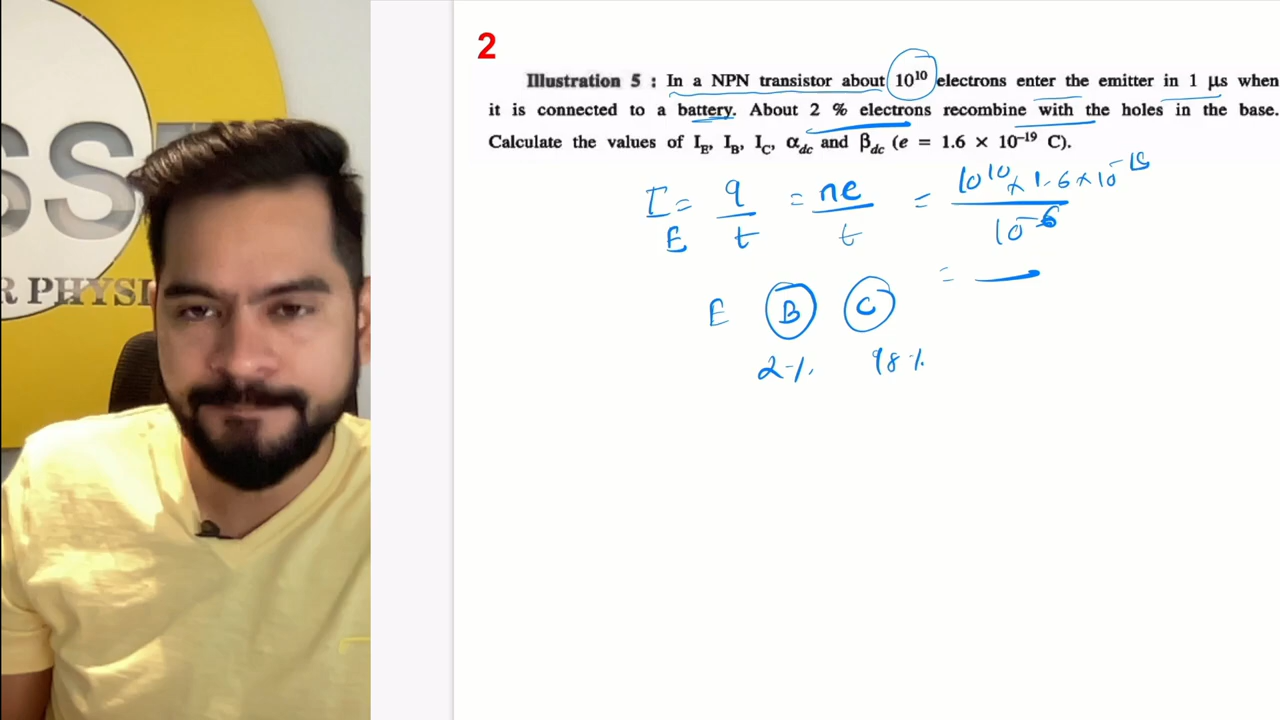 SS
R PHYSI
2
Illustration 5 : In a NPN transistor about 10¹⁰ electrons enter the emitter in 1 μs when
it is connected to a battery. About 2 % electrons recombine with the holes in the base.
Calculate the values of I_E, I_B, I_C, α_dc and β_dc (e = 1.6 × 10⁻¹⁹ C).
I_E = q/t = ne/t = 10¹⁰ × 1.6 × 10⁻¹⁹ / 10⁻⁶
= —
E B C
2% 98%